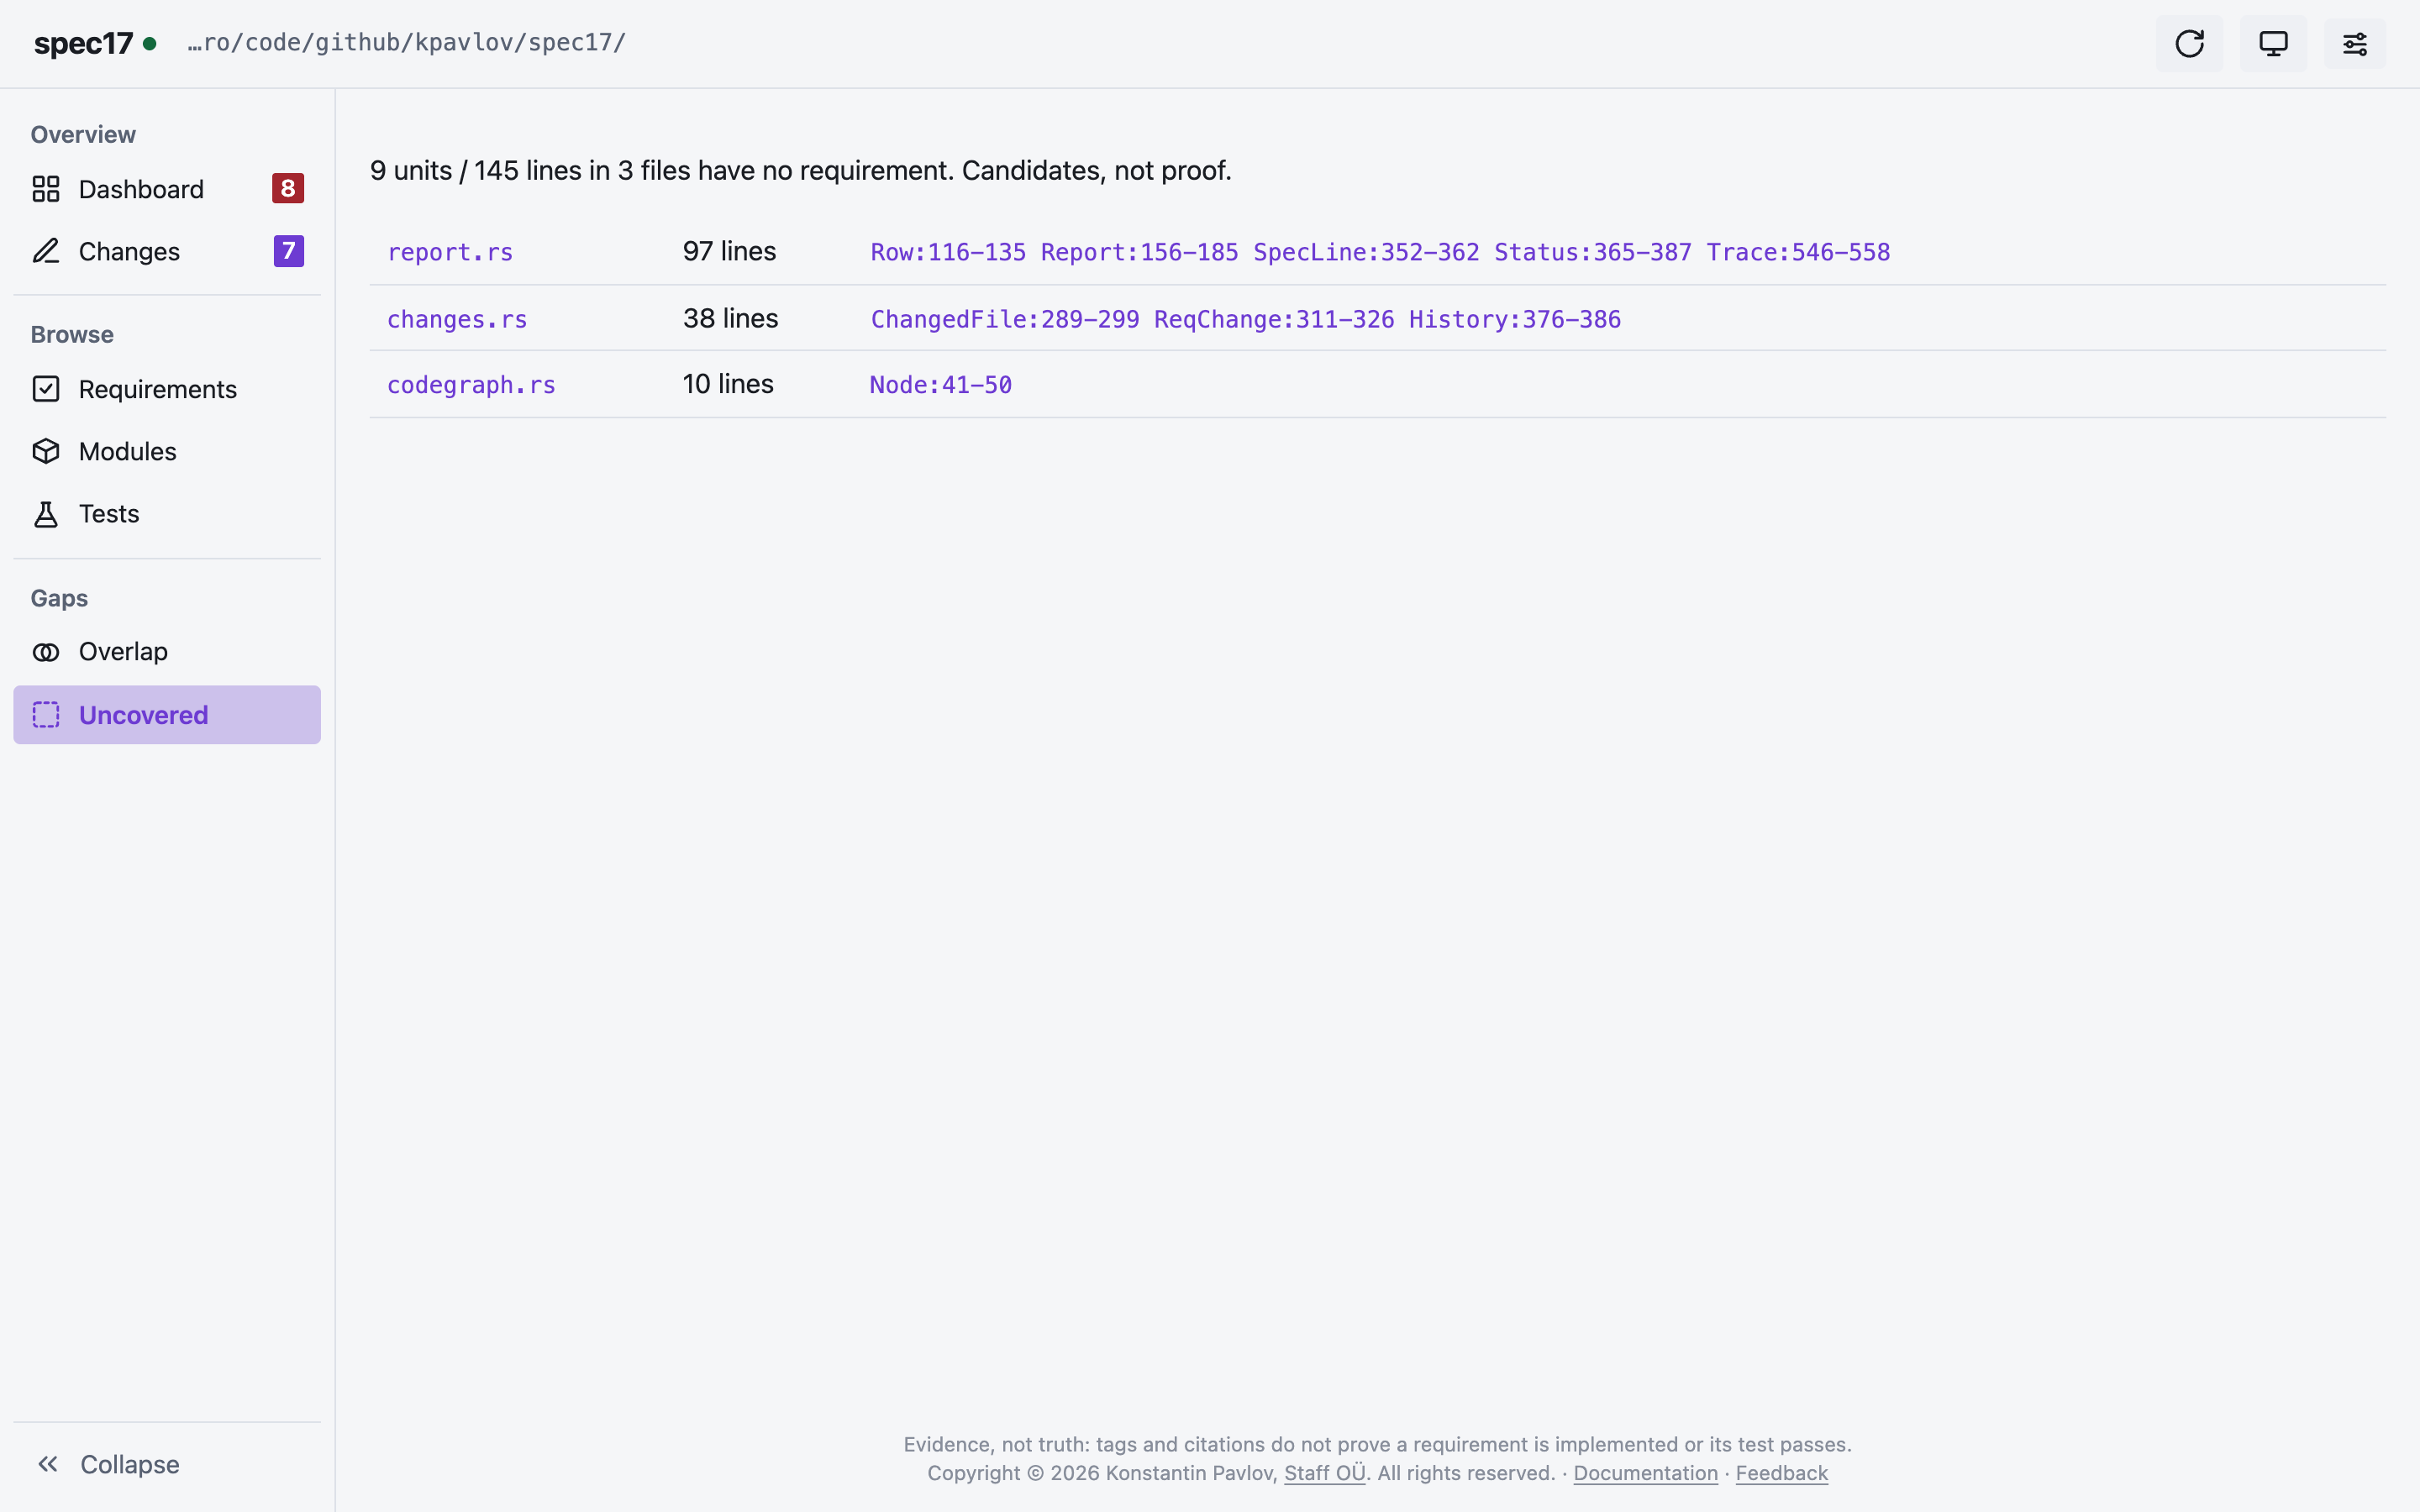 spec17
…ro/code/github/kpavlov/spec17/
Overview
Dashboard 8
Changes 7
Browse
Requirements
Modules
Tests
Gaps
Overlap
Uncovered
Collapse
9 units / 145 lines in 3 files have no requirement. Candidates, not proof.
report.rs 97 lines Row:116–135 Report:156–185 SpecLine:352–362 Status:365–387 Trace:546–558
changes.rs 38 lines ChangedFile:289–299 ReqChange:311–326 History:376–386
codegraph.rs 10 lines Node:41–50
Evidence, not truth: tags and citations do not prove a requirement is implemented or its test passes.
Copyright © 2026 Konstantin Pavlov, Staff OÜ. All rights reserved. · Documentation · Feedback